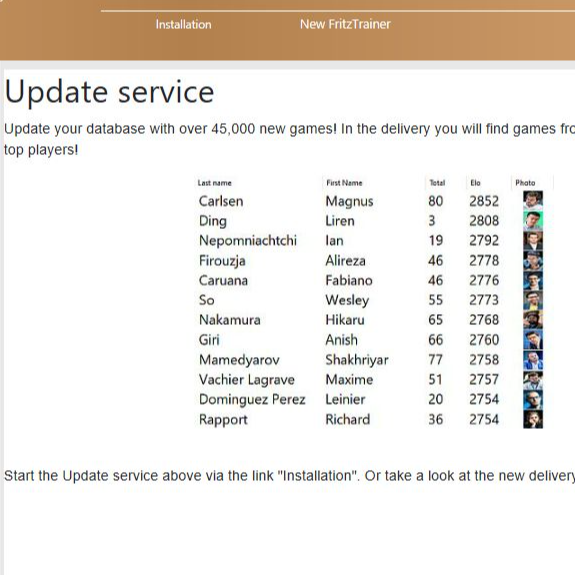 Installation New FritzTrainer
Update service
Update your database with over 45,000 new games! In the delivery you will find games
top players!
Last name First Name Total Elo Photo
Carlsen Magnus 80 2852
Ding Liren 3 2808
Nepomniachtchi Ian 19 2792
Firouzja Alireza 46 2778
Caruana Fabiano 46 2776
So Wesley 55 2773
Nakamura Hikaru 65 2768
Giri Anish 66 2760
Mamedyarov Shakhriyar 77 2758
Vachier Lagrave Maxime 51 2757
Dominguez Perez Leinier 20 2754
Rapport Richard 36 2754
Start the Update service above via the link "Installation". Or take a look at the new delivery